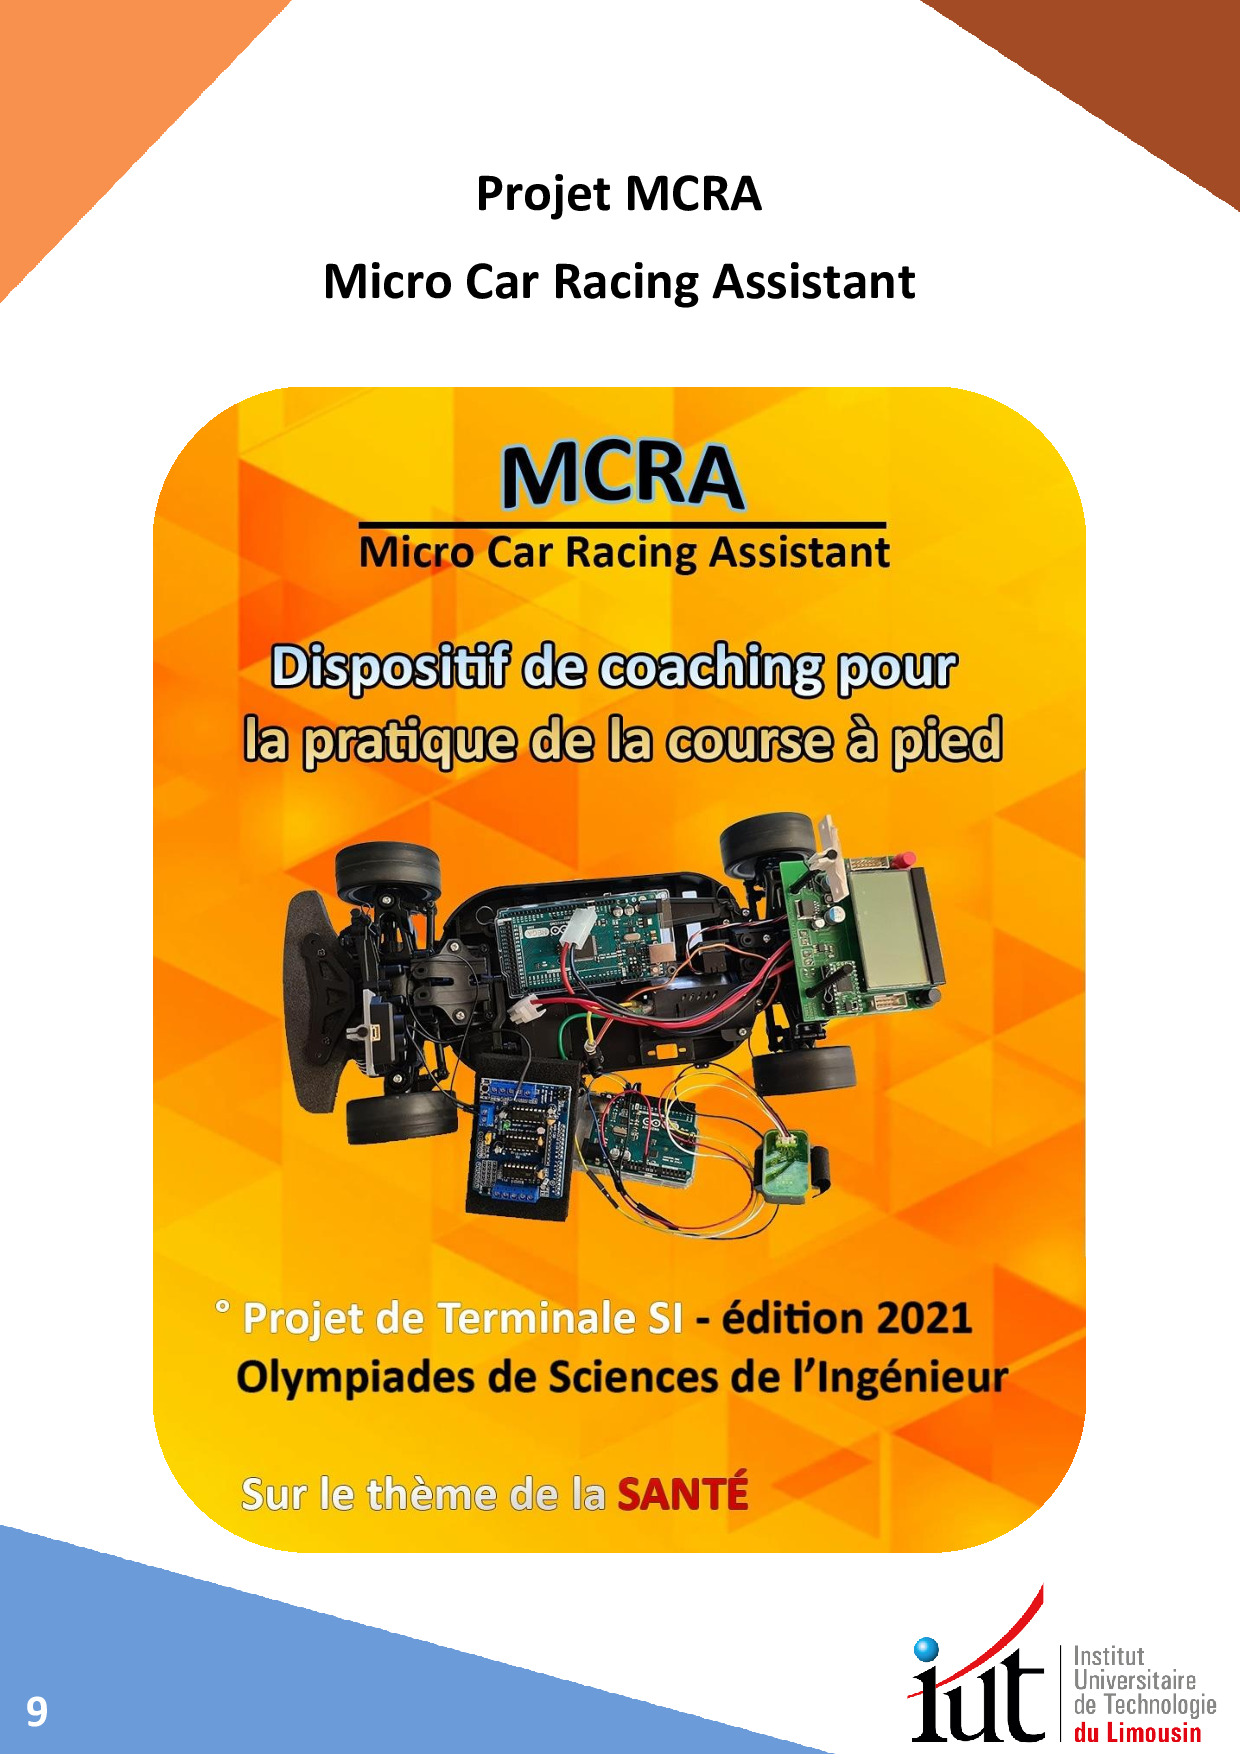 Projet MCRA
Micro Car Racing Assistant
MCRA
Micro Car Racing Assistant
Dispositif de coaching pour
la pratique de la course à pied
° Projet de Terminale SI - édition 2021
Olympiades de Sciences de l'Ingénieur
Sur le thème de la SANTÉ
9
iut
Institut
Universitaire
de Technologie
du Limousin